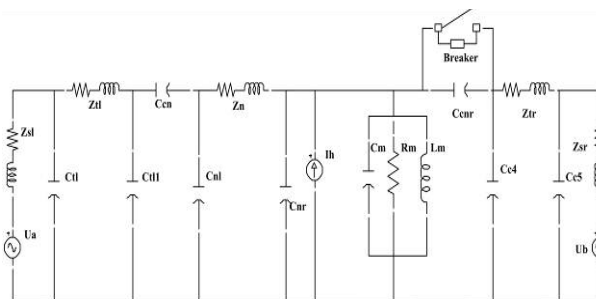 Breaker
Ztl
Ccn
Zn
Ccnr
Ztr
Zsl
Ih
Cm
Rm
Lm
Zsr
Ctl
Ctl1
Cnl
Cnr
Cc4
Cc5
Ua
Ub